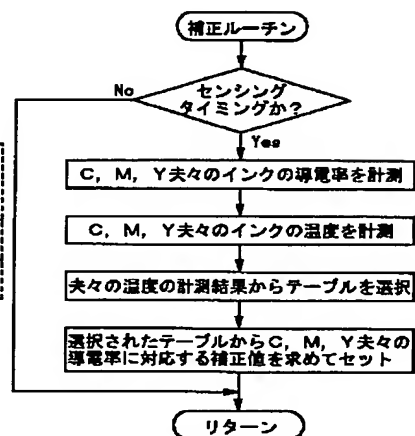 補正ルーチン
センシング
タイミングか?
No
Yes
C, M, Y夫々のインクの導電率を計測
C, M, Y夫々のインクの温度を計測
夫々の温度の計測結果からテーブルを選択
選択されたテーブルからC, M, Y夫々の
導電率に対応する補正値を求めてセット
リターン